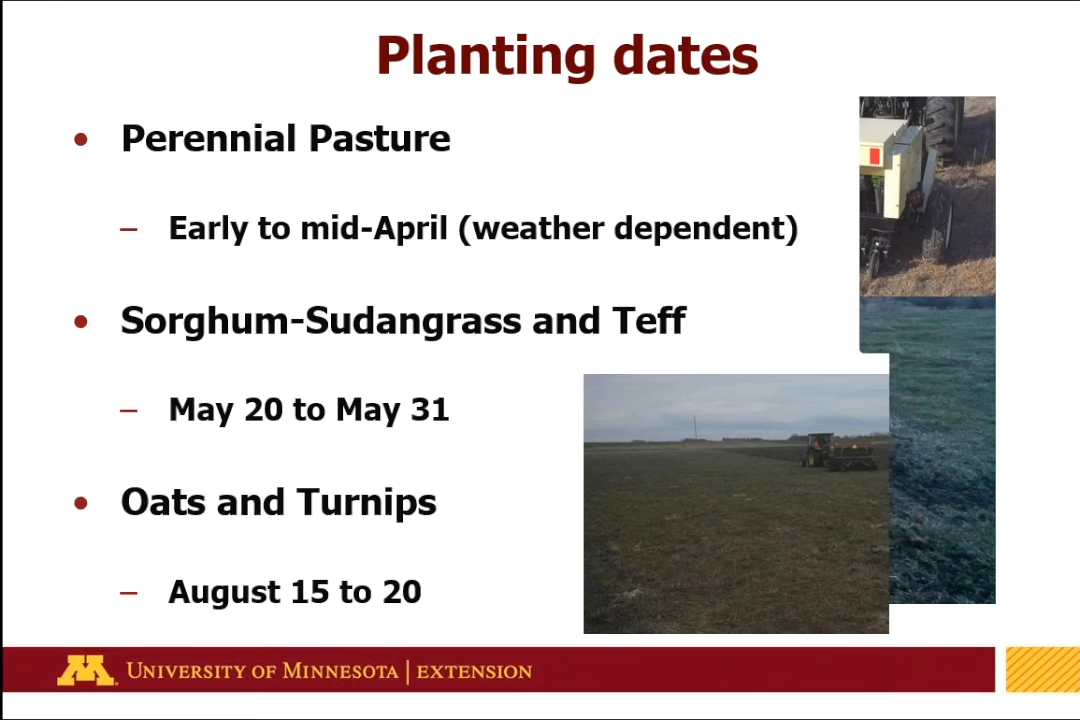 Planting dates
• Perennial Pasture
– Early to mid-April (weather dependent)
• Sorghum-Sudangrass and Teff
– May 20 to May 31
• Oats and Turnips
– August 15 to 20
M UNIVERSITY OF MINNESOTA | EXTENSION